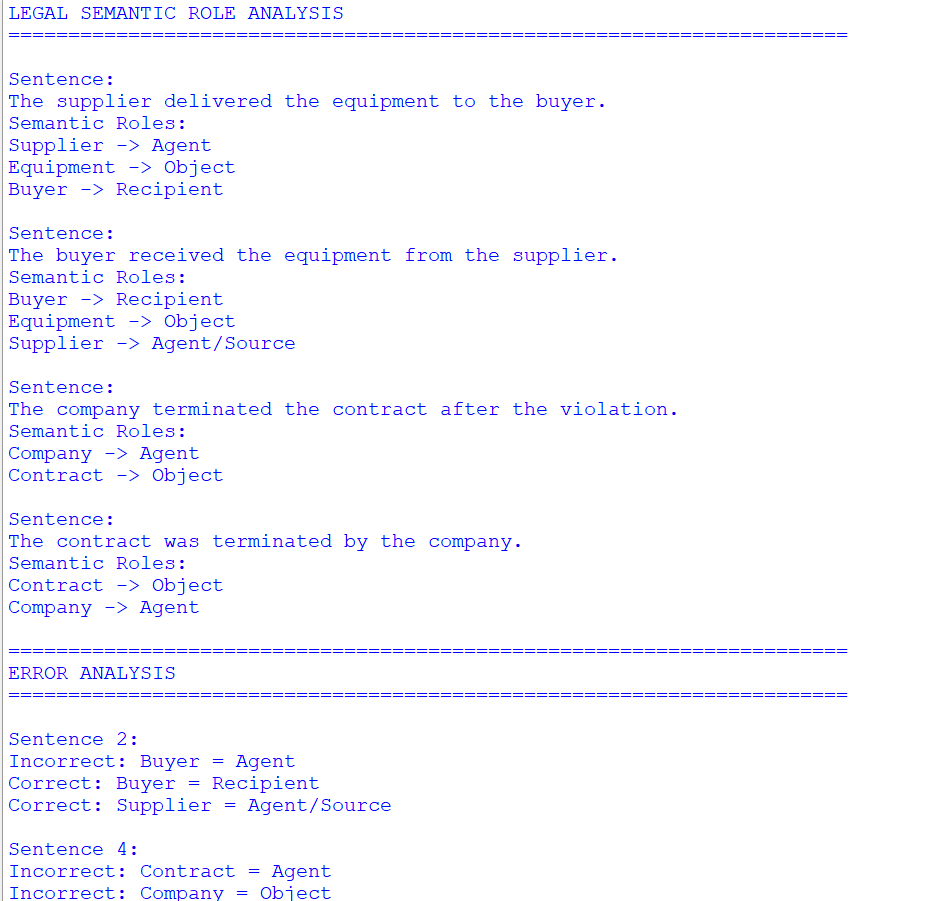 LEGAL SEMANTIC ROLE ANALYSIS
======================================================================
Sentence:
The supplier delivered the equipment to the buyer.
Semantic Roles:
Supplier -> Agent
Equipment -> Object
Buyer -> Recipient
Sentence:
The buyer received the equipment from the supplier.
Semantic Roles:
Buyer -> Recipient
Equipment -> Object
Supplier -> Agent/Source
Sentence:
The company terminated the contract after the violation.
Semantic Roles:
Company -> Agent
Contract -> Object
Sentence:
The contract was terminated by the company.
Semantic Roles:
Contract -> Object
Company -> Agent
======================================================================
ERROR ANALYSIS
======================================================================
Sentence 2:
Incorrect: Buyer = Agent
Correct: Buyer = Recipient
Correct: Supplier = Agent/Source
Sentence 4:
Incorrect: Contract = Agent
Incorrect: Company = Object